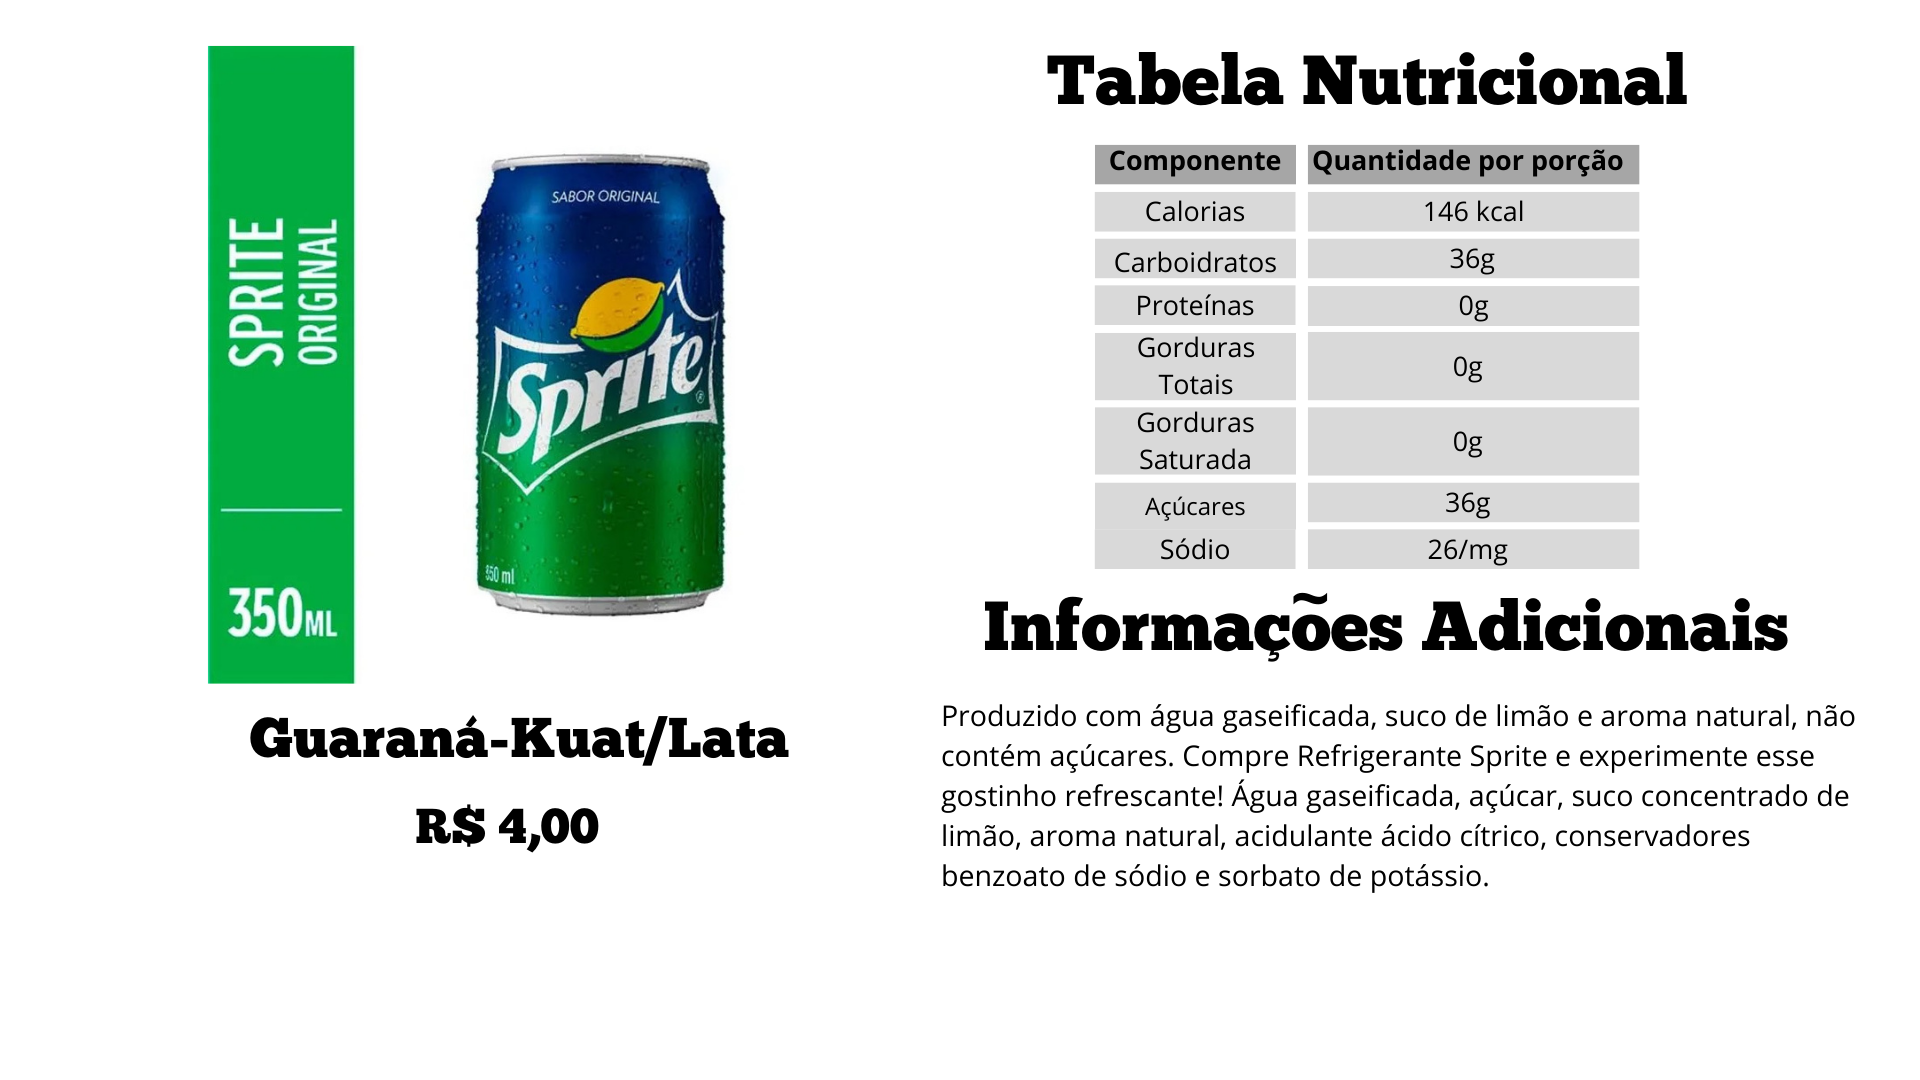 SPRITE
ORIGINAL
350ML
SABOR ORIGINAL
Sprite
350 ml
Guaraná-Kuat/Lata
R$ 4,00
Tabela Nutricional
Componente Quantidade por porção
Calorias 146 kcal
Carboidratos 36g
Proteínas 0g
Gorduras
Totais 0g
Gorduras
Saturada 0g
Açúcares 36g
Sódio 26/mg
Informações Adicionais
Produzido com água gaseificada, suco de limão e aroma natural, não
contém açúcares. Compre Refrigerante Sprite e experimente esse
gostinho refrescante! Água gaseificada, açúcar, suco concentrado de
limão, aroma natural, acidulante ácido cítrico, conservadores
benzoato de sódio e sorbato de potássio.